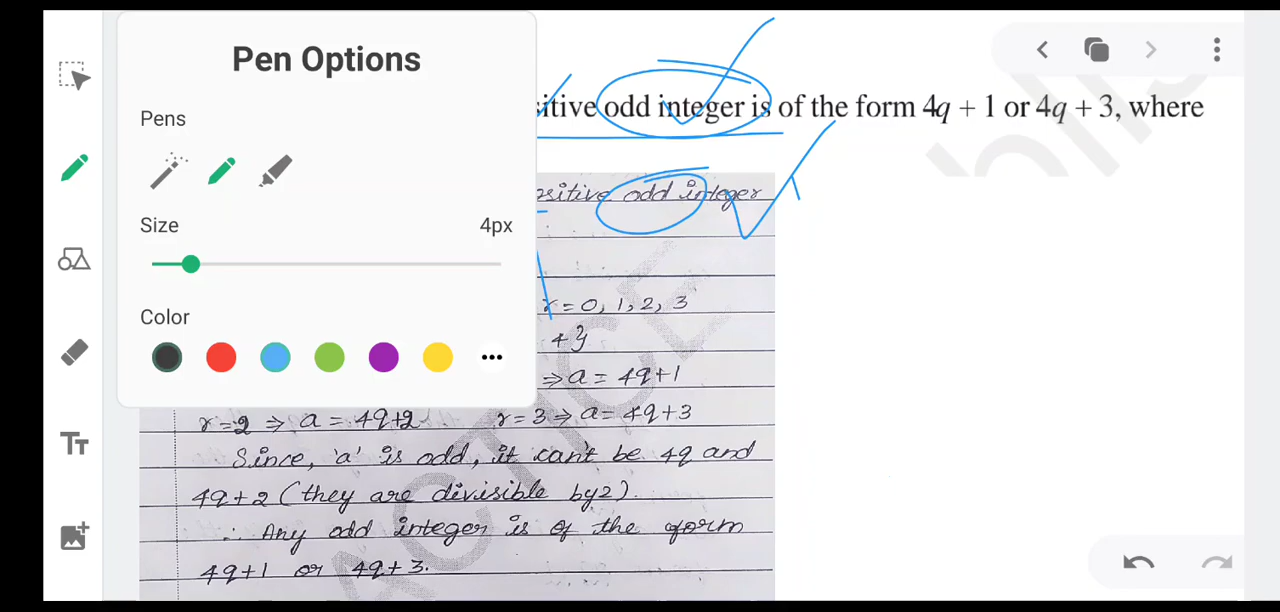 Pen Options
Pens
Size 4px
Color
sitive odd integer is of the form 4q + 1 or 4q + 3, where
ositive odd integer
r = 0, 1, 2, 3
4}
⇒ a = 4q+1
r=2 ⇒ a = 4q+2 r = 3 ⇒ a = 4q+3
Since, 'a' is odd, it can't be 4q and
4q+2 (they are divisible by 2).
∴ Any odd integer is of the form
4q+1 or 4q+3.
TT